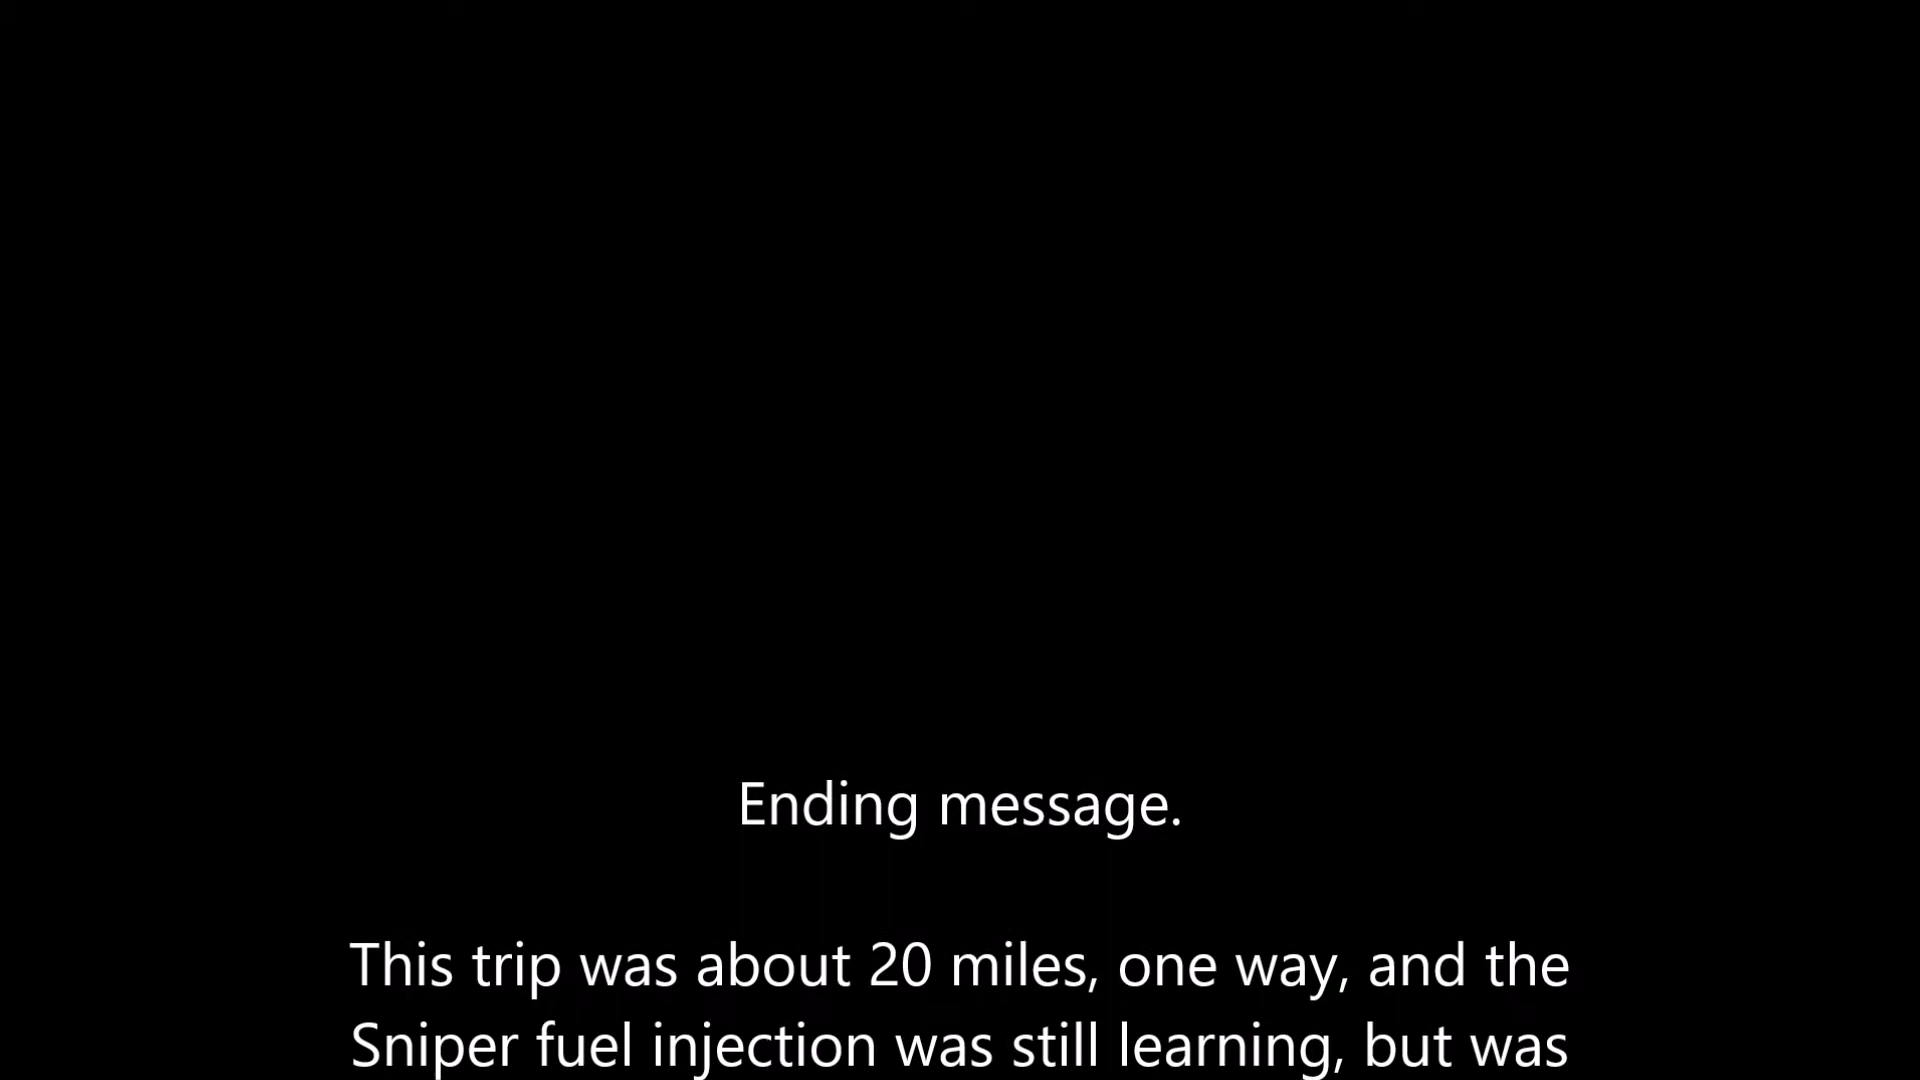 Ending message.
This trip was about 20 miles, one way, and the
Sniper fuel injection was still learning, but was